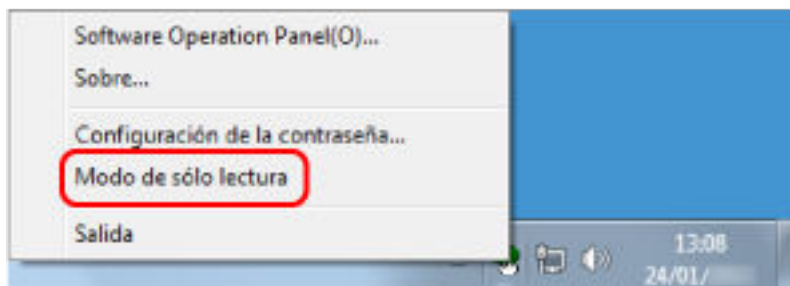 Software Operation Panel(O)...
Sobre...
Configuración de la contraseña...
Modo de sólo lectura
Salida
13:08
24/01/